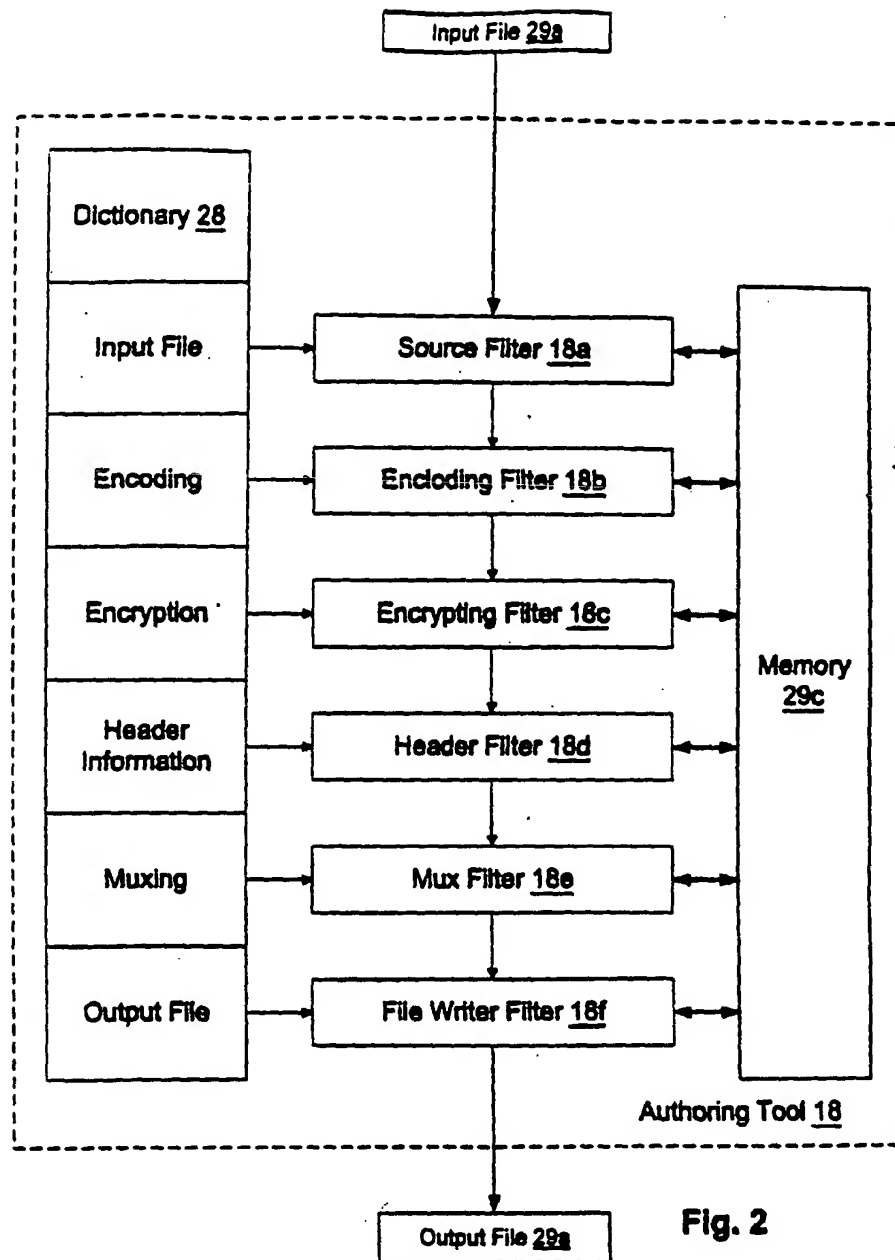 Input File 29a
Dictionary 28
Input File
Source Filter 18a
Encoding
Encloding Filter 18b
Encryption
Encrypting Filter 18c
Memory
29c
Header
Information
Header Filter 18d
Muxing
Mux Filter 18e
Output File
File Writer Filter 18f
Authoring Tool 18
Output File 29a
Fig. 2